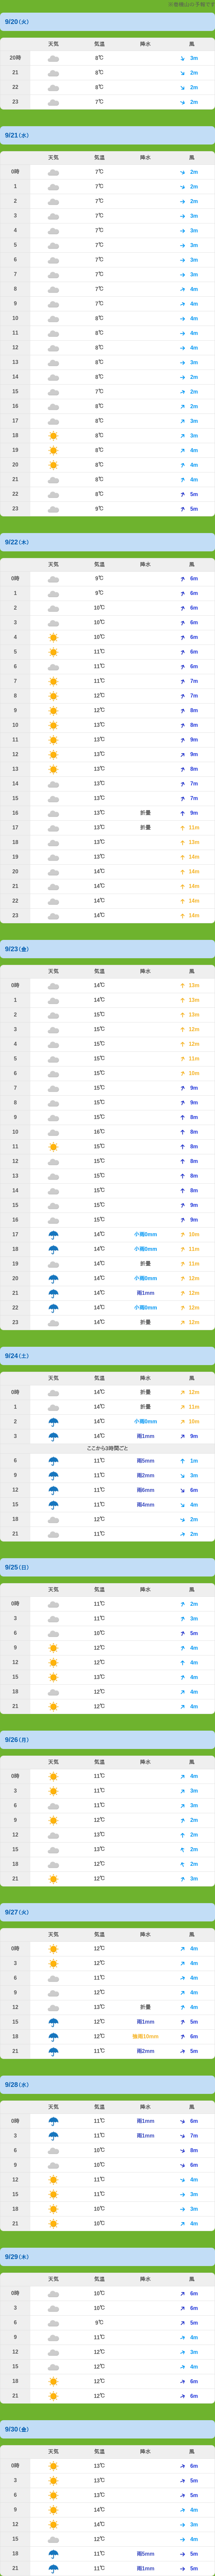 ※南蘭山の予報です
9/20（火）
天気 気温 降水 風
20時 8℃ 3m
21 8℃ 2m
22 8℃ 2m
23 7℃ 2m
9/21（水）
天気 気温 降水 風
0時 7℃ 2m
1 7℃ 2m
2 7℃ 2m
3 7℃ 3m
4 7℃ 3m
5 7℃ 3m
6 7℃ 3m
7 7℃ 3m
8 7℃ 4m
9 7℃ 4m
10 8℃ 4m
11 8℃ 4m
12 8℃ 4m
13 8℃ 3m
14 8℃ 2m
15 7℃ 2m
16 8℃ 2m
17 8℃ 3m
18 8℃ 3m
19 8℃ 4m
20 8℃ 4m
21 8℃ 4m
22 8℃ 5m
23 9℃ 5m
9/22（木）
天気 気温 降水 風
0時 9℃ 6m
1 9℃ 6m
2 10℃ 6m
3 10℃ 6m
4 10℃ 6m
5 11℃ 6m
6 11℃ 6m
7 11℃ 7m
8 12℃ 7m
9 12℃ 8m
10 13℃ 8m
11 13℃ 9m
12 13℃ 9m
13 13℃ 8m
14 13℃ 7m
15 13℃ 7m
16 13℃ 折曇 9m
17 13℃ 折曇 11m
18 13℃ 13m
19 13℃ 14m
20 14℃ 14m
21 14℃ 14m
22 14℃ 14m
23 14℃ 14m
9/23（金）
天気 気温 降水 風
0時 14℃ 13m
1 14℃ 13m
2 15℃ 13m
3 15℃ 12m
4 15℃ 12m
5 15℃ 11m
6 15℃ 10m
7 15℃ 9m
8 15℃ 9m
9 15℃ 8m
10 16℃ 8m
11 15℃ 8m
12 15℃ 8m
13 15℃ 8m
14 15℃ 8m
15 15℃ 9m
16 15℃ 9m
17 14℃ 小雨0mm 10m
18 14℃ 小雨0mm 11m
19 14℃ 折曇 11m
20 14℃ 小雨0mm 12m
21 14℃ 雨1mm 12m
22 14℃ 小雨0mm 12m
23 14℃ 折曇 12m
9/24（土）
天気 気温 降水 風
0時 14℃ 折曇 12m
1 14℃ 折曇 11m
2 14℃ 小雨0mm 10m
3 14℃ 雨1mm 9m
ここから3時間ごと
6 11℃ 雨5mm 1m
9 11℃ 雨2mm 3m
12 11℃ 雨6mm 6m
15 11℃ 雨4mm 4m
18 12℃ 2m
21 11℃ 2m
9/25（日）
天気 気温 降水 風
0時 11℃ 2m
3 11℃ 3m
6 10℃ 5m
9 12℃ 4m
12 12℃ 4m
15 13℃ 4m
18 12℃ 4m
21 12℃ 4m
9/26（月）
天気 気温 降水 風
0時 11℃ 4m
3 11℃ 3m
6 11℃ 3m
9 12℃ 2m
12 13℃ 2m
15 13℃ 2m
18 12℃ 2m
21 12℃ 3m
9/27（火）
天気 気温 降水 風
0時 12℃ 4m
3 12℃ 4m
6 11℃ 4m
9 12℃ 4m
12 13℃ 折曇 4m
15 12℃ 雨1mm 5m
18 12℃ 強雨10mm 6m
21 11℃ 雨2mm 5m
9/28（水）
天気 気温 降水 風
0時 11℃ 雨1mm 6m
3 11℃ 雨1mm 7m
6 10℃ 8m
9 10℃ 6m
12 11℃ 4m
15 11℃ 3m
18 10℃ 3m
21 10℃ 4m
9/29（木）
天気 気温 降水 風
0時 10℃ 6m
3 10℃ 6m
6 9℃ 5m
9 11℃ 4m
12 12℃ 3m
15 12℃ 4m
18 12℃ 6m
21 12℃ 6m
9/30（金）
天気 気温 降水 風
0時 13℃ 6m
3 13℃ 5m
6 13℃ 5m
9 14℃ 4m
12 14℃ 3m
15 12℃ 4m
18 11℃ 雨5mm 5m
21 11℃ 雨1mm 5m